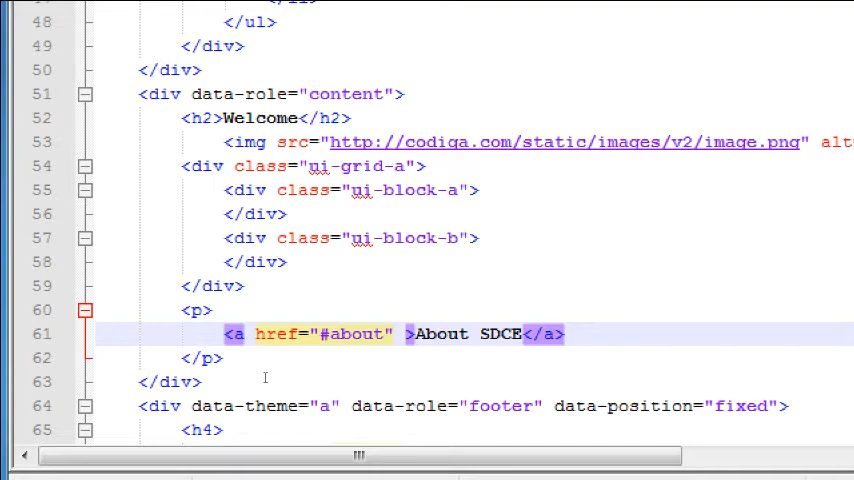 48 </ul>
49 </div>
50 </div>
51 <div data-role="content">
52 <h2>Welcome</h2>
53 <img src="http://codiqa.com/static/images/v2/image.png" alt
54 <div class="ui-grid-a">
55 <div class="ui-block-a">
56 </div>
57 <div class="ui-block-b">
58 </div>
59 </div>
60 <p>
61 <a href="#about" >About SDCE</a>
62 </p>
63 </div>
64 <div data-theme="a" data-role="footer" data-position="fixed">
65 <h4>